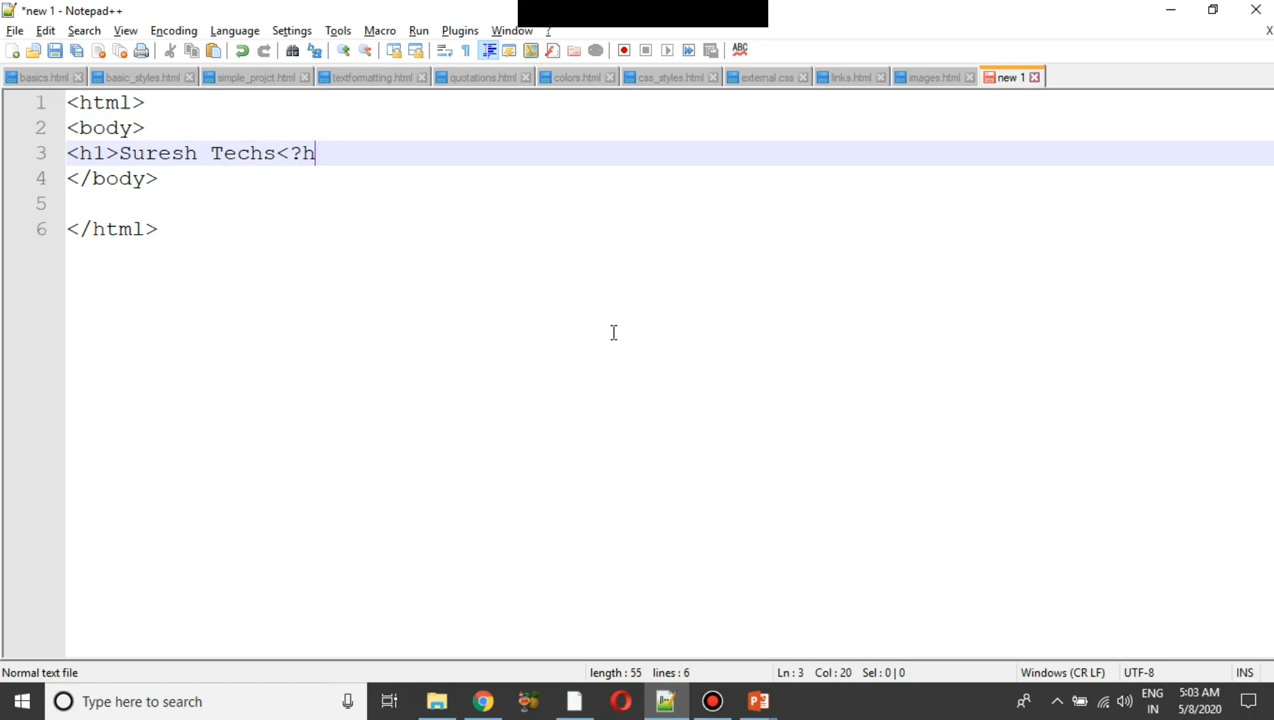 *new 1 - Notepad++
File Edit Search View Encoding Language Settings Tools Macro Run Plugins Window ? X
basics.html basic_styles.html simple_projct.html textformatting.html quotations.html colors.html css_styles.html external.css links.html images.html new 1
1 <html>
2 <body>
3 <h1>Suresh Techs<?h
4 </body>
5
6 </html>
Normal text file length : 55 lines : 6 Ln : 3 Col : 20 Sel : 0 | 0 Windows (CR LF) UTF-8 INS
Type here to search
ENG 5:03 AM
IN 5/8/2020